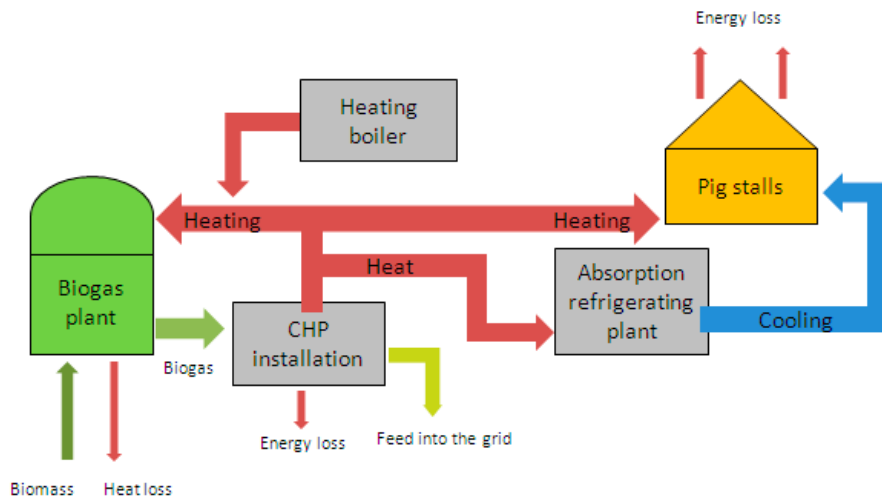 Energy loss
Heating
boiler
Pig stalls
Heating
Heating
Heat
Absorption
refrigerating
plant
Biogas
plant
CHP
installation
Cooling
Biogas
Energy loss
Feed into the grid
Biomass
Heat loss